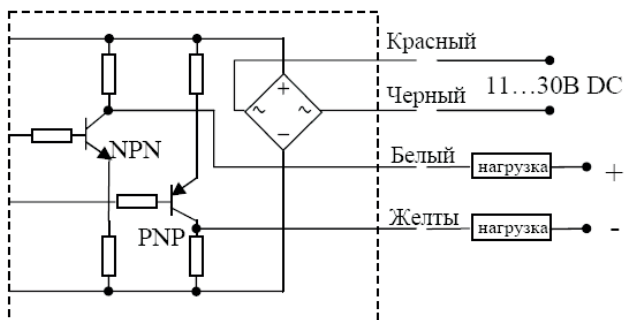 Красный
11...30В DC
Черный
Белый
нагрузка
+
Желты
нагрузка
-
NPN
PNP
+
~
~
−